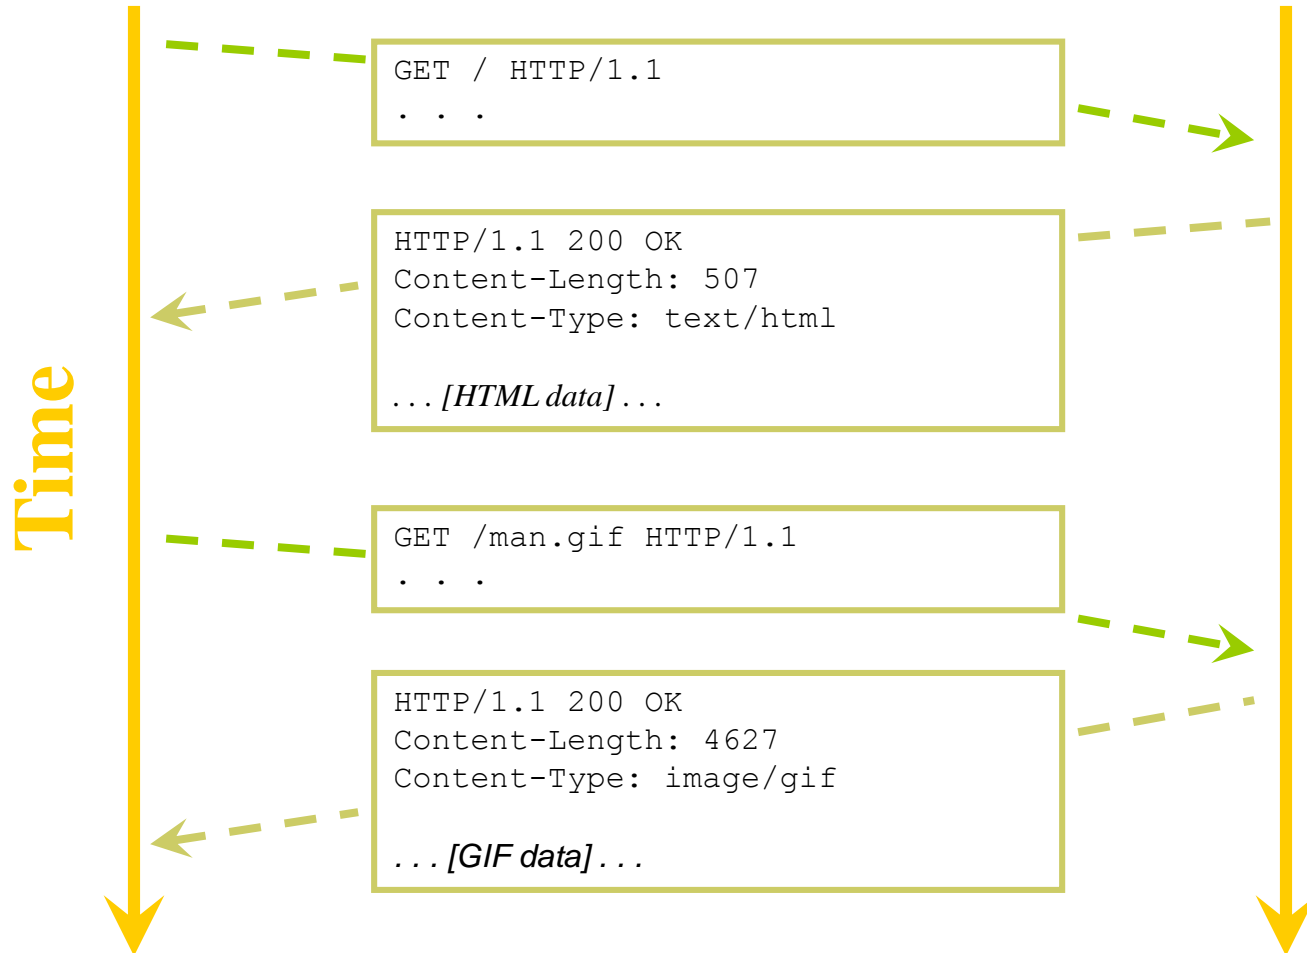 GET / HTTP/1.1
. . .
HTTP/1.1 200 OK
Content-Length: 507
Content-Type: text/html
. . . [HTML data] . . .
Time
GET /man.gif HTTP/1.1
. . .
HTTP/1.1 200 OK
Content-Length: 4627
Content-Type: image/gif
. . . [GIF data] . . .